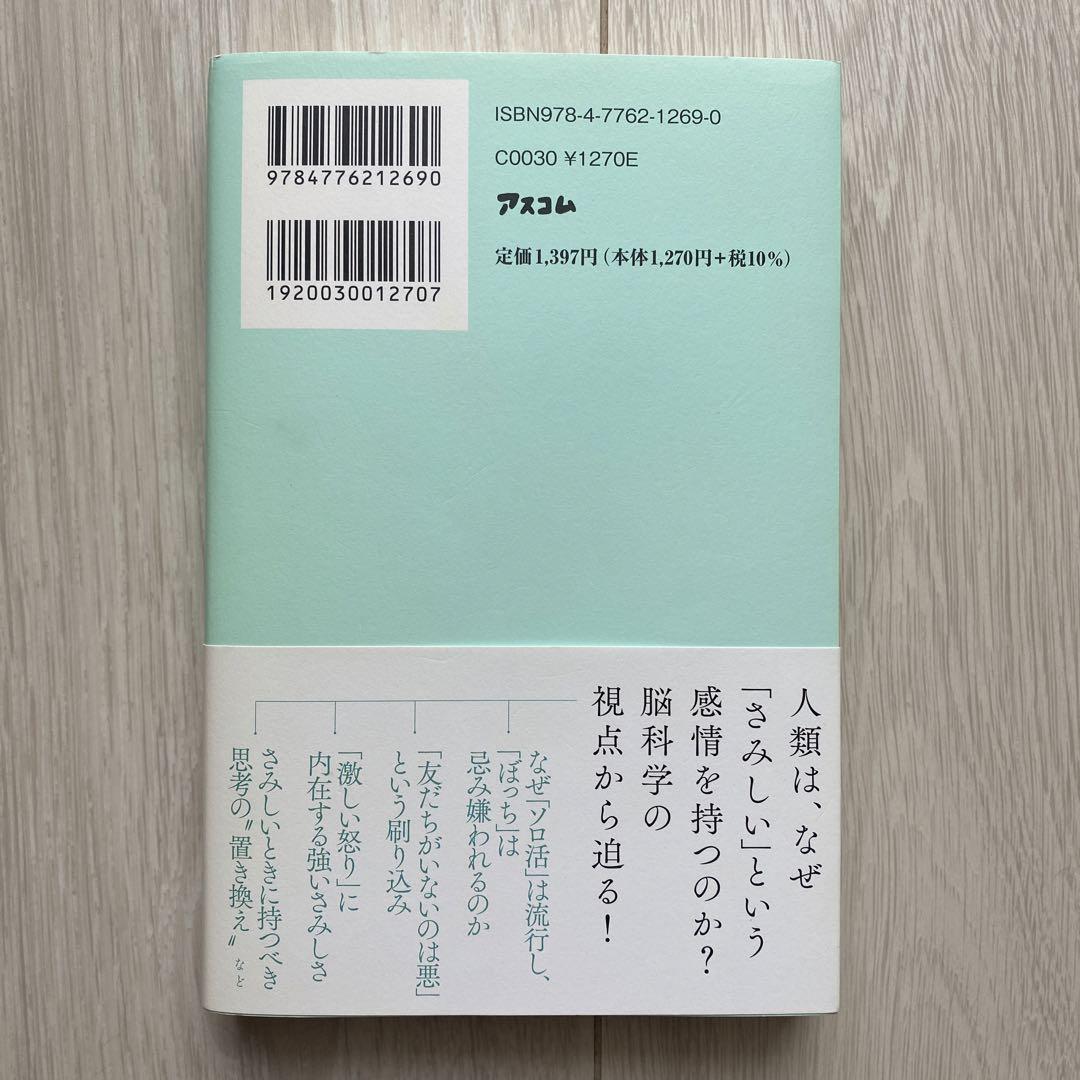 9784776212690
1920030012707
ISBN978-4-7762-1269-0
C0030 ¥1270E
アスコム
定価1,397円(本体1,270円+税10%)
人類は、なぜ
「さみしい」という
感情を持つのか?
脳科学の
視点から迫る!
なぜ「ソロ活」は流行し、
「ぼっち」は
忌み嫌われるのか
「友だちがいないのは悪」
という刷り込み
「激しい怒り」に
内在する強いさみしさ
さみしいときに持つべき
思考の〝置き換え〟 など